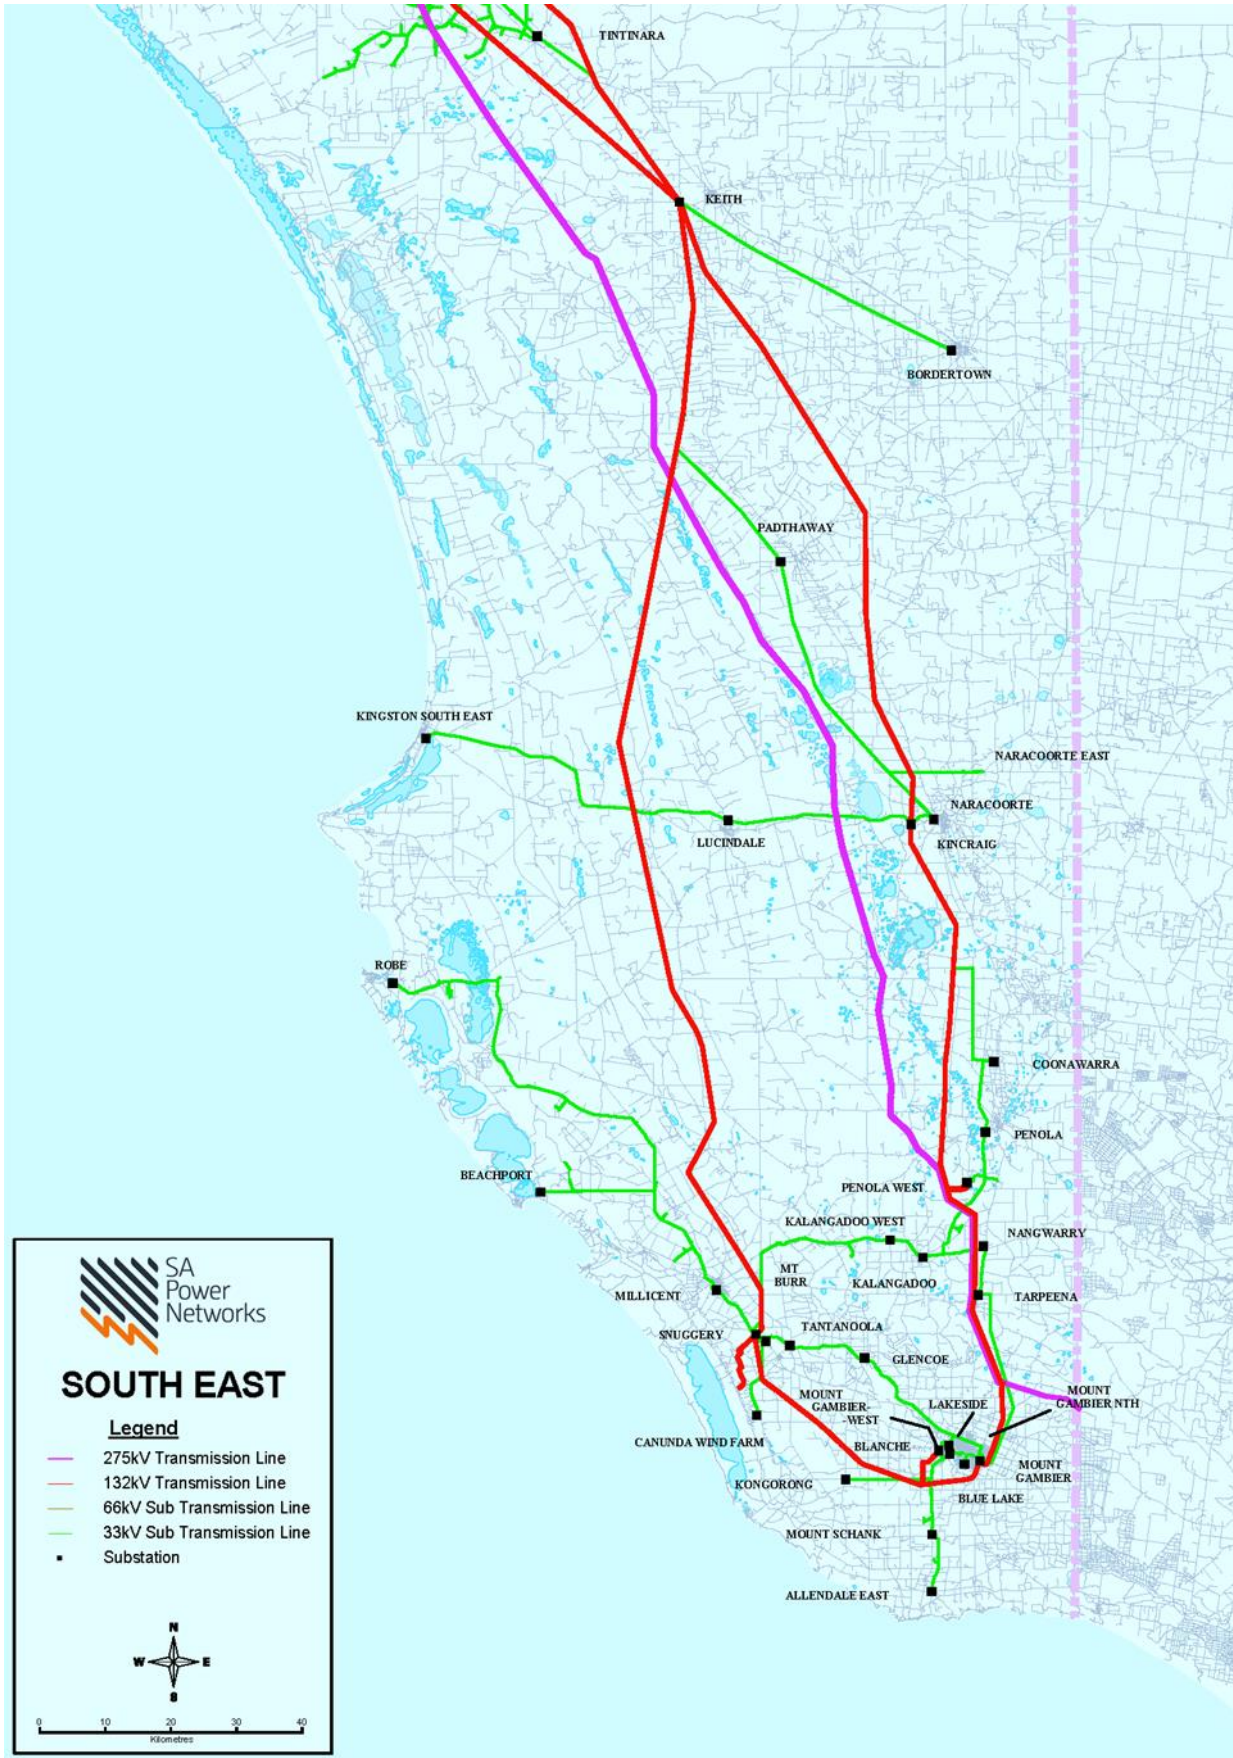 TINTINARA
KEITH
BORDERTOWN
PADTHAWAY
KINGSTON SOUTH EAST
NARACOORTE EAST
NARACOORTE
LUCINDALE
KINCRAIG
ROBE
COONAWARRA
PENOLA
BEACHPORT
PENOLA WEST
KALANGADOO WEST
NANGWARRY
MT
BURR
KALANGADOO
MILLICENT
TARPEENA
SNUGGERY
TANTANOOLA
GLENCOE
MOUNT
GAMBIER-
-WEST
LAKESIDE
MOUNT
GAMBIER NTH
CANUNDA WIND FARM
BLANCHE
MOUNT
GAMBIER
KONGORONG
BLUE LAKE
MOUNT SCHANK
ALLENDALE EAST
SA
Power
Networks
SOUTH EAST
Legend
275kV Transmission Line
132kV Transmission Line
66kV Sub Transmission Line
33kV Sub Transmission Line
Substation
N
W E
S
0 10 20 30 40
Kilometres